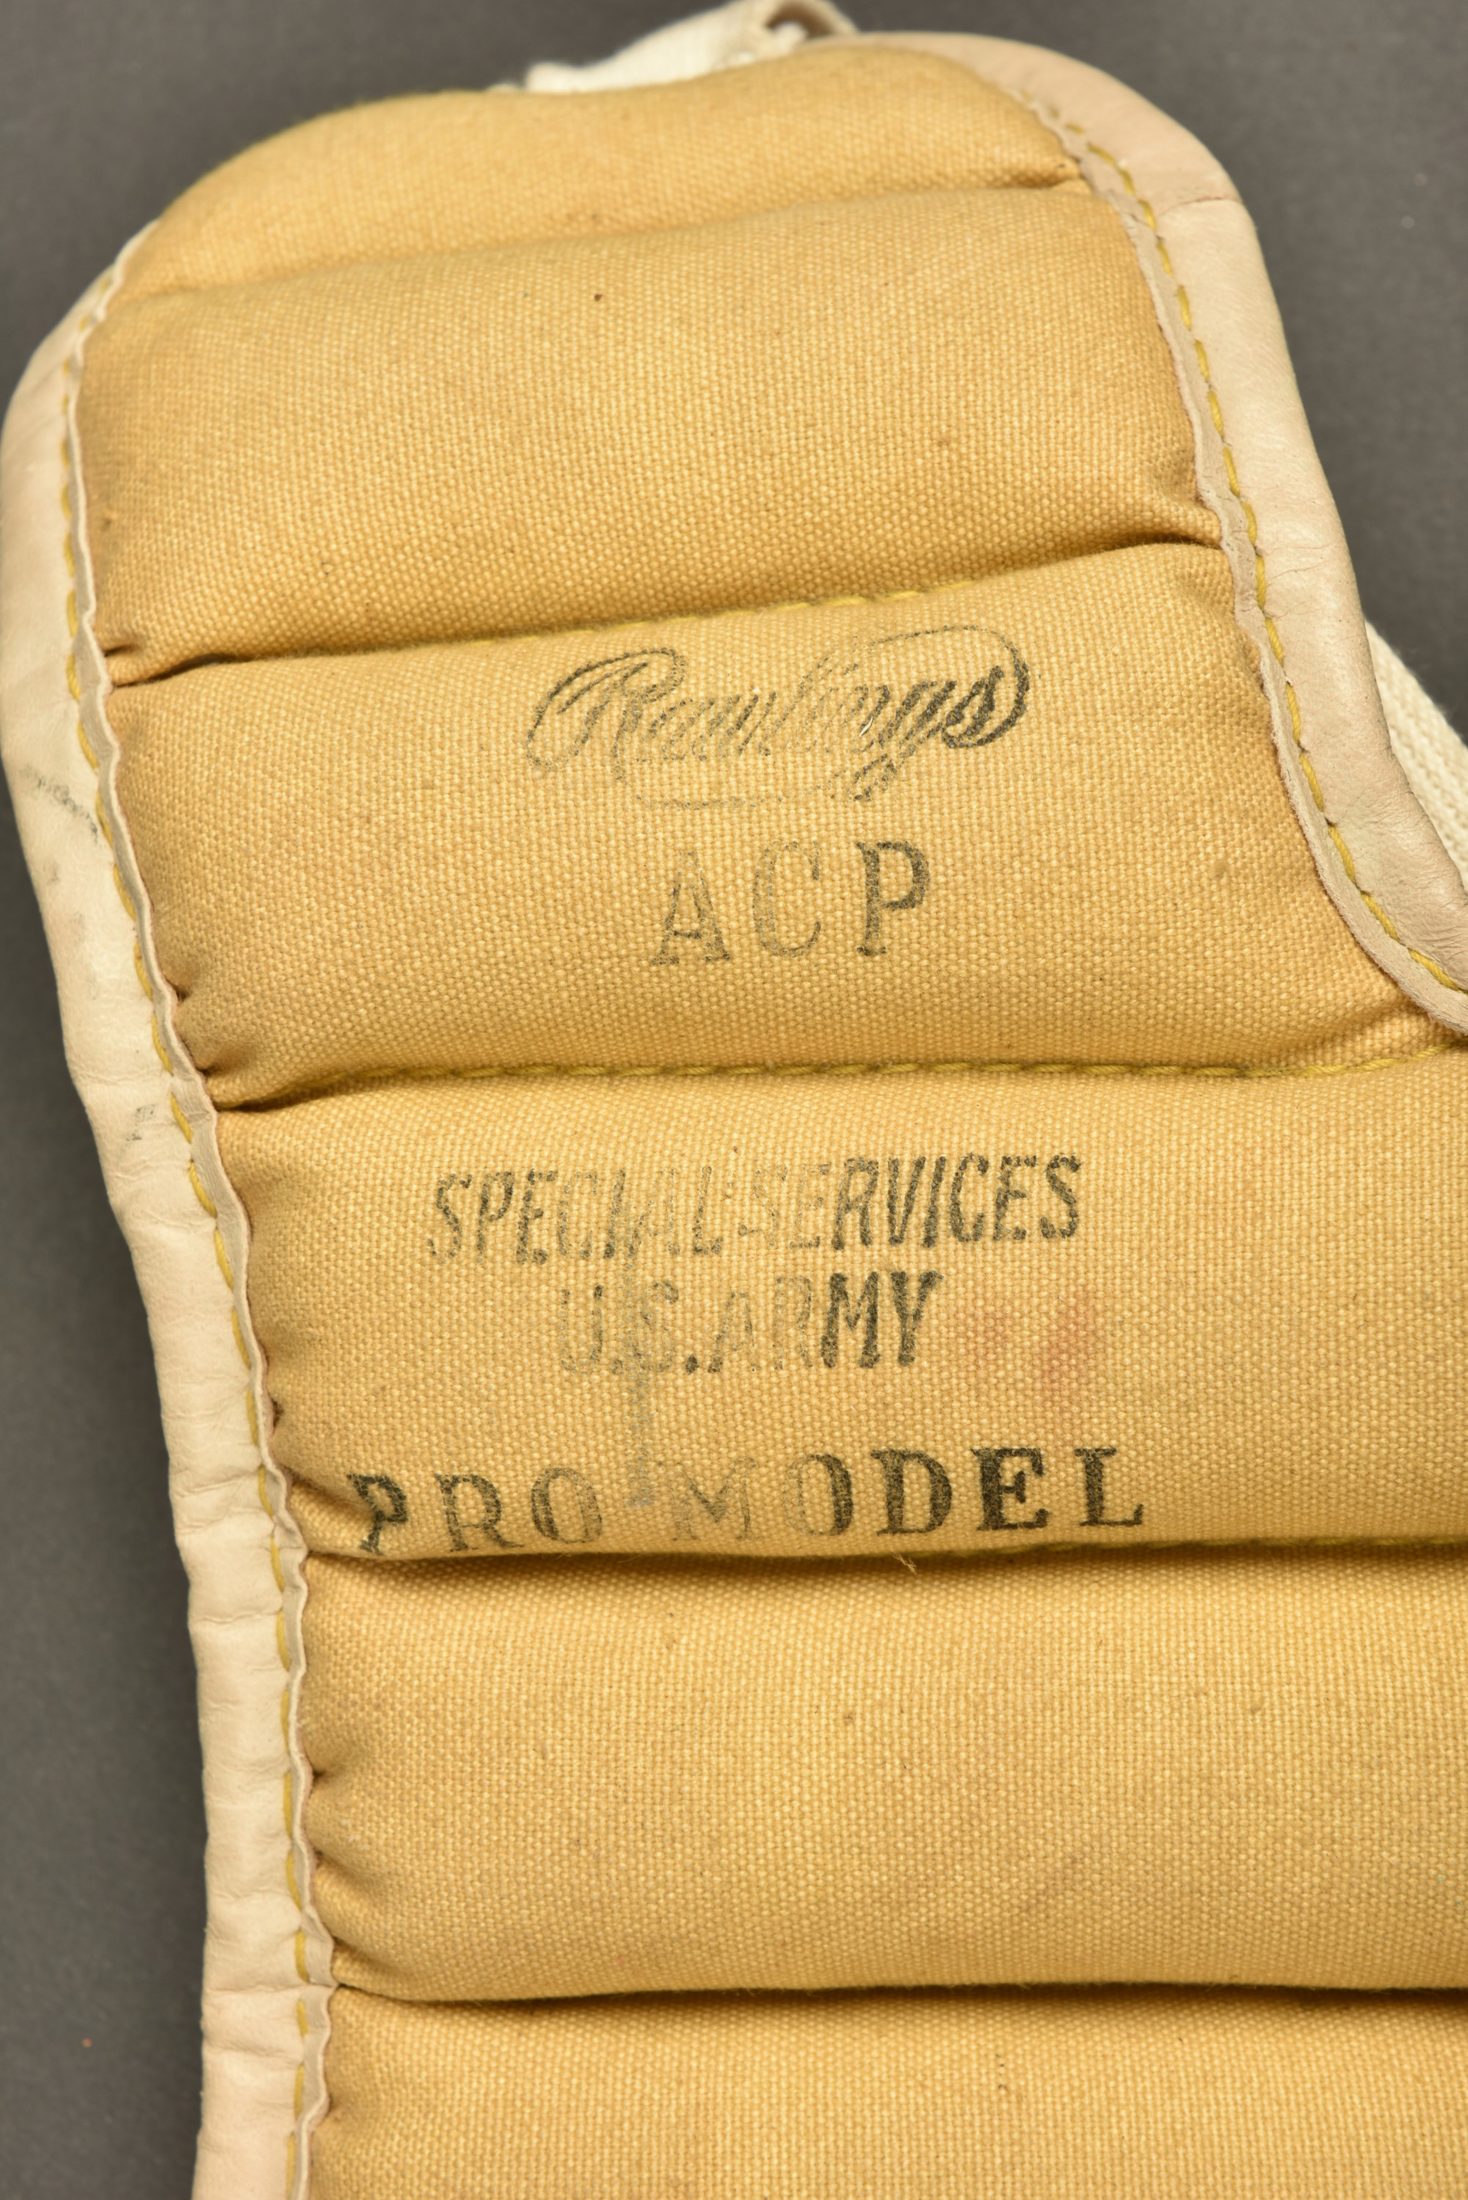 Rawlings
ACP
SPECIAL SERVICES
U.S. ARMY
PRO MODEL